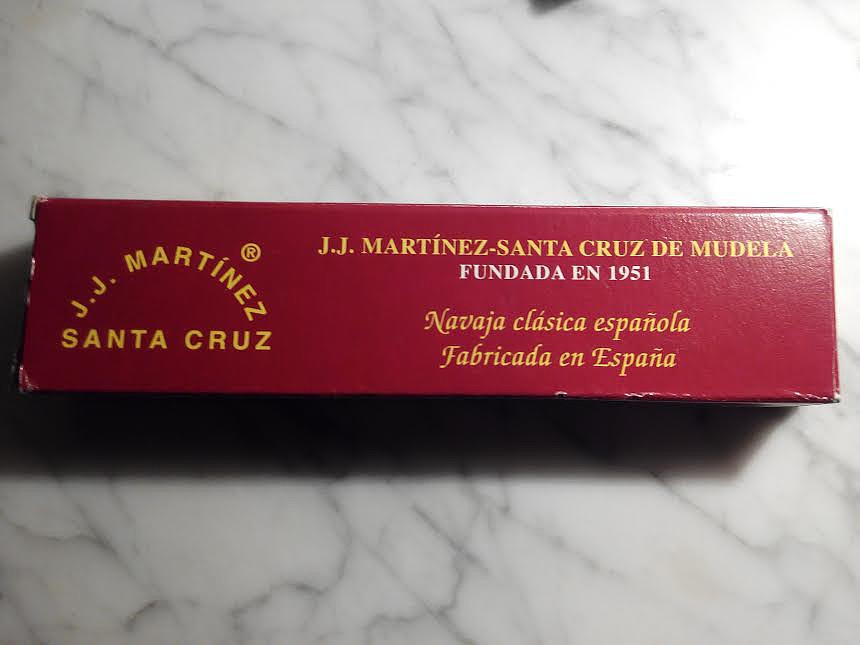 J.J. MARTÍNEZ®
SANTA CRUZ
J.J. MARTÍNEZ-SANTA CRUZ DE MUDELA
FUNDADA EN 1951
Navaja clásica española
Fabricada en España